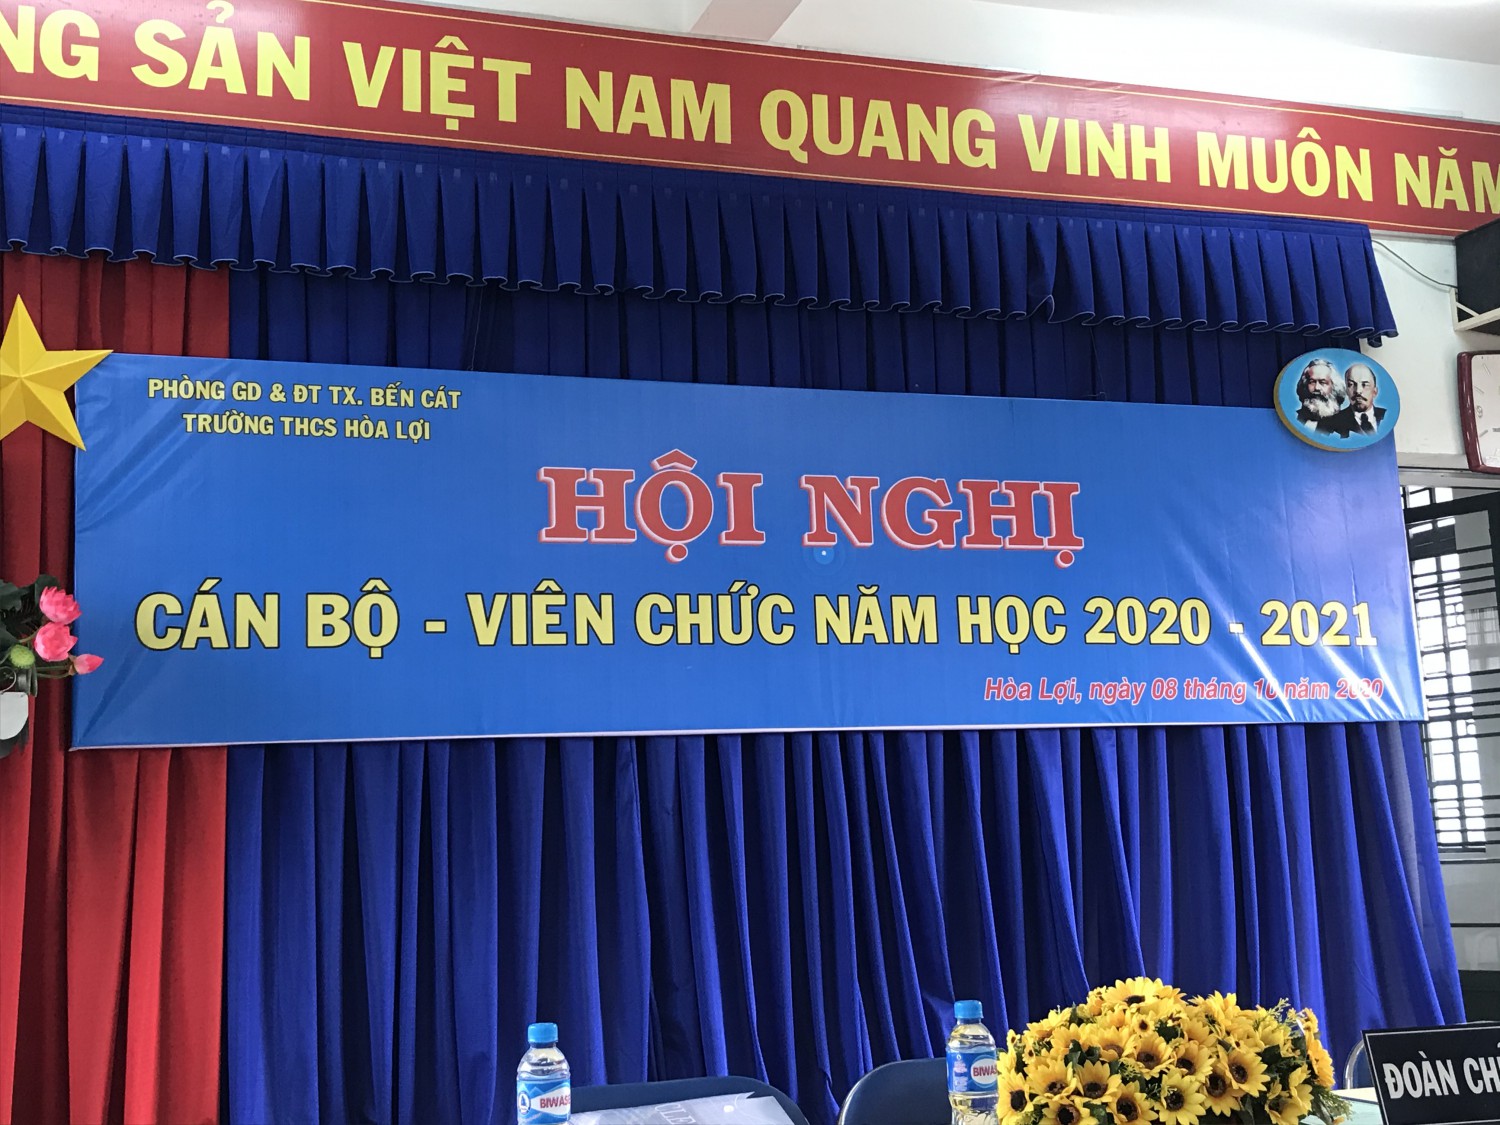 NG SẢN VIỆT NAM QUANG VINH MUÔN NĂM
PHÒNG GD & ĐT TX. BẾN CÁT
TRƯỜNG THCS HÒA LỢI
HỘI NGHỊ
CÁN BỘ - VIÊN CHỨC NĂM HỌC 2020 - 2021
Hòa Lợi, ngày 08 tháng 10 năm 2020
BIWASE
BIWASE
ĐOÀN CH